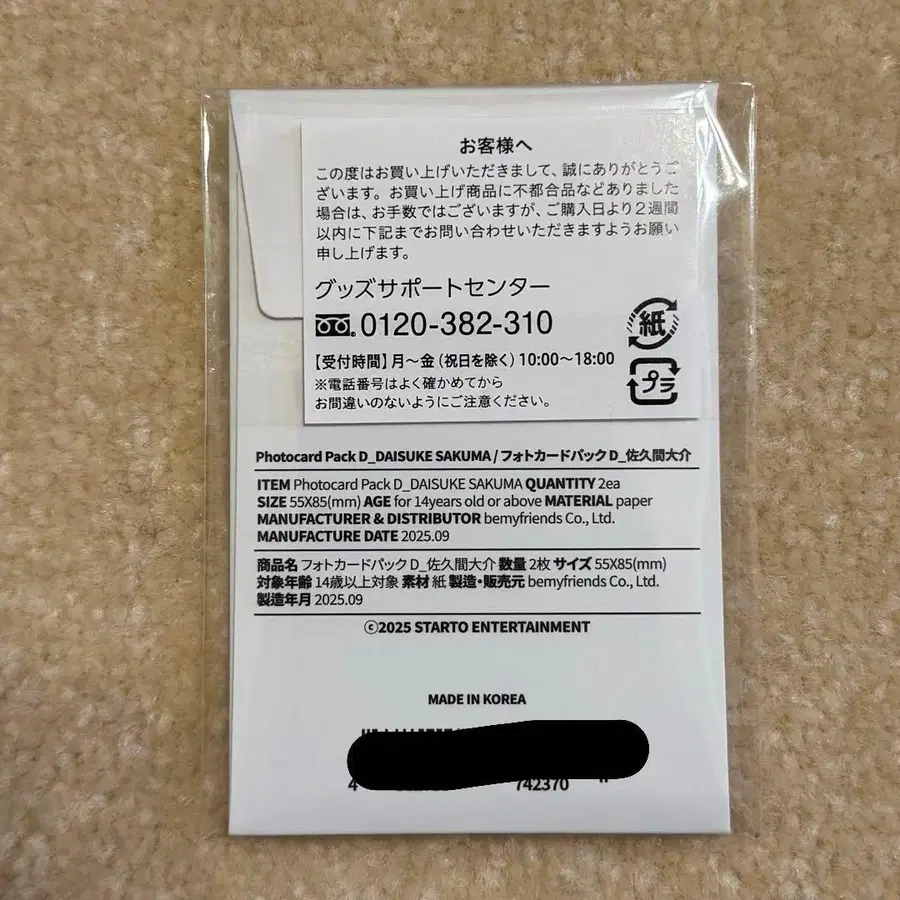 お客様へ
この度はお買い上げいただきまして、誠にありがとうご
ざいます。お買い上げ商品に不都合品などありました
場合は、お手数ではございますが、ご購入日より2週間
以内に下記までお問い合わせいただきますようお願い
申し上げます。
グッズサポートセンター
0120-382-310
【受付時間】月〜金（祝日を除く）10:00〜18:00
※電話番号はよく確かめてから
お間違いのないようにご注意ください。
紙
プラ
Photocard Pack D_DAISUKE SAKUMA / フォトカードパック D_佐久間大介
ITEM Photocard Pack D_DAISUKE SAKUMA QUANTITY 2ea
SIZE 55X85(mm) AGE for 14years old or above MATERIAL paper
MANUFACTURER & DISTRIBUTOR bemyfriends Co., Ltd.
MANUFACTURE DATE 2025.09
商品名 フォトカードパック D_佐久間大介 数量 2枚 サイズ 55X85(mm)
対象年齢 14歳以上対象 素材 紙 製造・販売元 bemyfriends Co., Ltd.
製造年月 2025.09
ⓒ2025 STARTO ENTERTAINMENT
MADE IN KOREA
4 742370